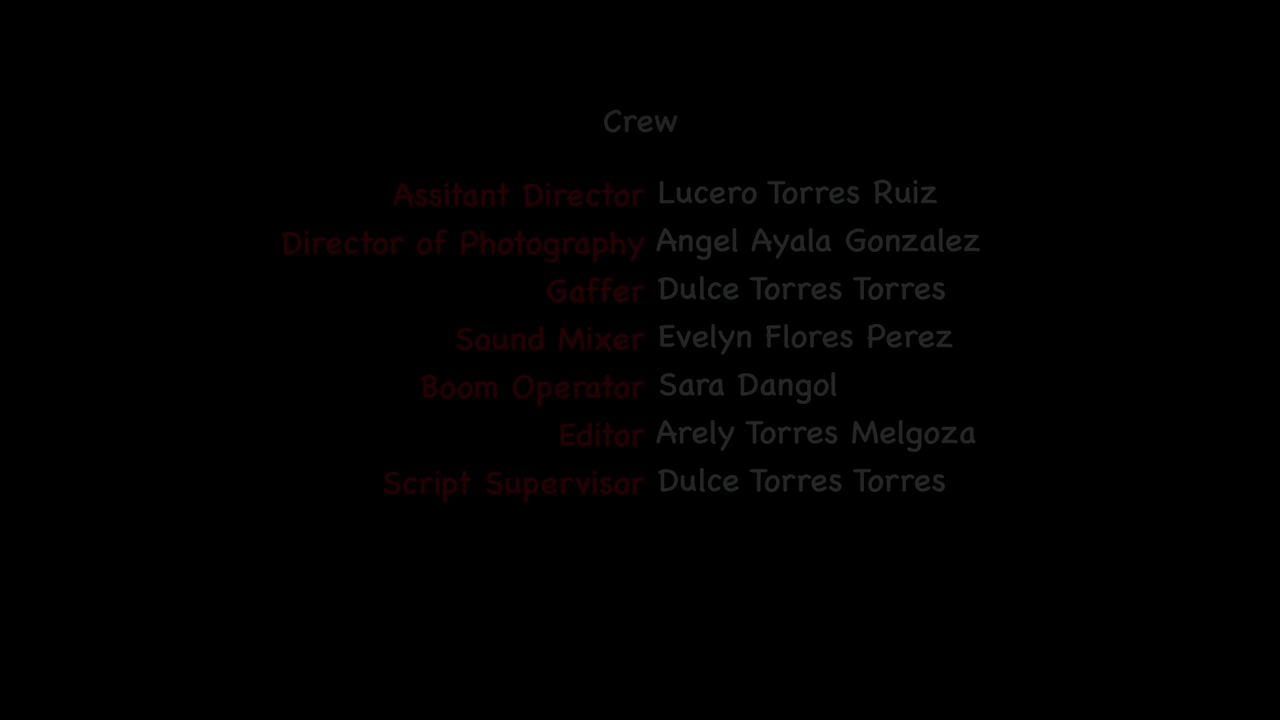 Crew
Assitant Director Lucero Torres Ruiz
Director of Photography Angel Ayala Gonzalez
Gaffer Dulce Torres Torres
Sound Mixer Evelyn Flores Perez
Boom Operator Sara Dangol
Editor Arely Torres Melgoza
Script Supervisor Dulce Torres Torres